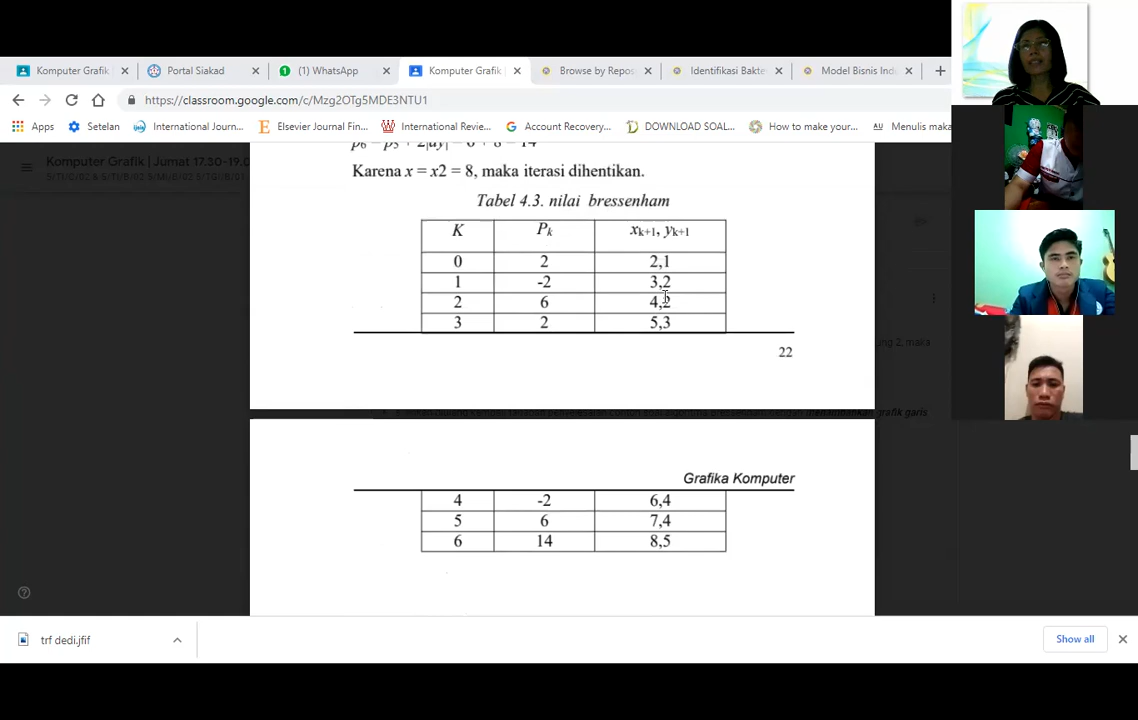 Komputer Grafik | Portal Siakad (1) WhatsApp Komputer Grafik | Browse by Repos Identifikasi Bakte Model Bisnis Ind
https://classroom.google.com/c/Mzg2OTg5MDE3NTU1
Apps Setelan International Journ... Elsevier Journal Fin... International Revie... Account Recovery... DOWNLOAD SOAL... How to make your... Menulis maka
Komputer Grafik | Jumat 17.30-19.0
Karena x = x2 = 8, maka iterasi dihentikan.
Tabel 4.3. nilai bressenham
K Pk xk+1, yk+1
0 2 2,1
1 -2 3,2
2 6 4,2
3 2 5,3
22
ung 2, maka
Grafika Komputer
4 -2 6,4
5 6 7,4
6 14 8,5
trf dedi.jfif Show all